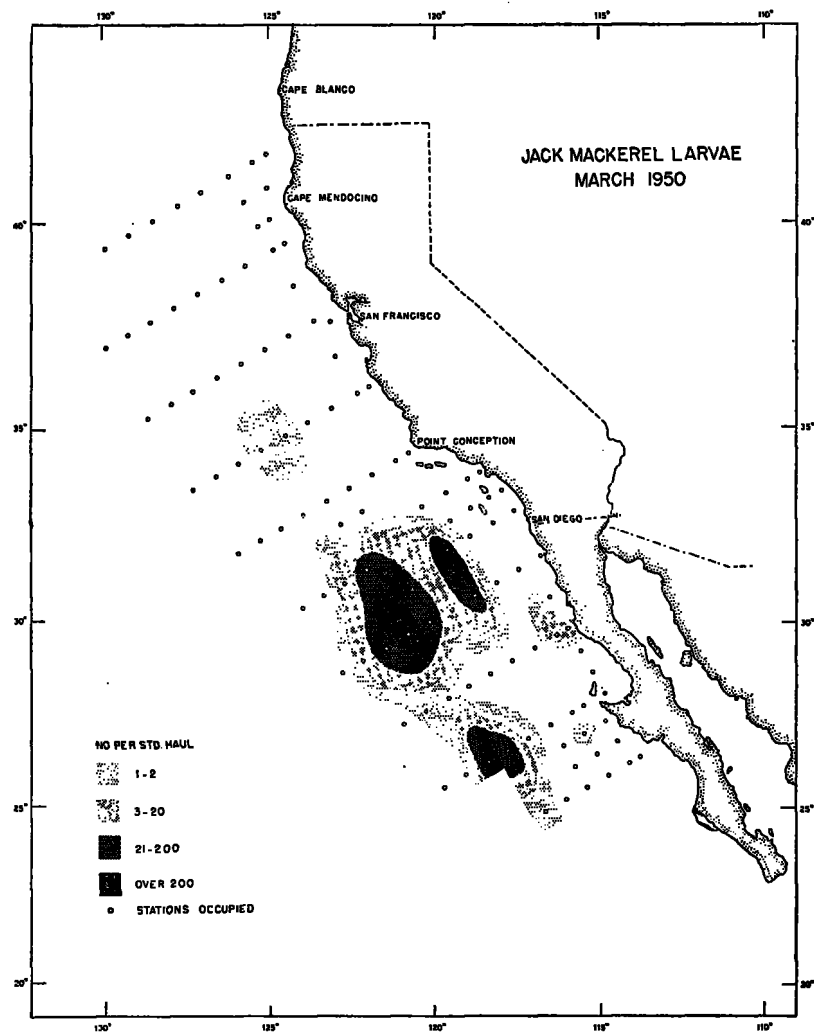 130° 125° 120° 115° 110°
CAPE BLANCO
JACK MACKEREL LARVAE
MARCH 1950
CAPE MENDOCINO
40° 40°
SAN FRANCISCO
35° 35°
POINT CONCEPTION
SAN DIEGO
30° 30°
NO PER STD. HAUL
1-2
25° 25°
3-20
21-200
OVER 200
STATIONS OCCUPIED
20° 20°
130° 125° 120° 115° 110°